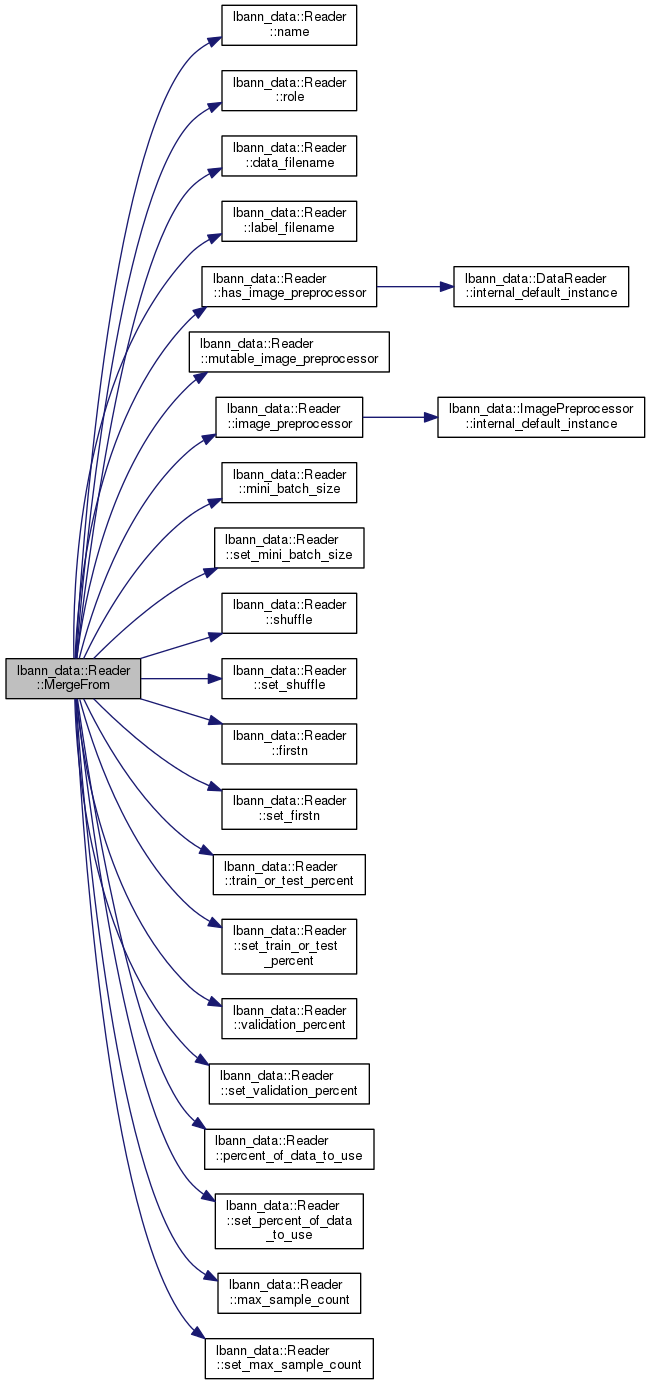 lbann_data::Reader
::name
lbann_data::Reader
::role
lbann_data::Reader
::data_filename
lbann_data::Reader
::label_filename
lbann_data::Reader
::has_image_preprocessor
lbann_data::DataReader
::internal_default_instance
lbann_data::Reader
::mutable_image_preprocessor
lbann_data::Reader
::image_preprocessor
lbann_data::ImagePreprocessor
::internal_default_instance
lbann_data::Reader
::mini_batch_size
lbann_data::Reader
::set_mini_batch_size
lbann_data::Reader
::shuffle
lbann_data::Reader
::MergeFrom
lbann_data::Reader
::set_shuffle
lbann_data::Reader
::firstn
lbann_data::Reader
::set_firstn
lbann_data::Reader
::train_or_test_percent
lbann_data::Reader
::set_train_or_test
_percent
lbann_data::Reader
::validation_percent
lbann_data::Reader
::set_validation_percent
lbann_data::Reader
::percent_of_data_to_use
lbann_data::Reader
::set_percent_of_data
_to_use
lbann_data::Reader
::max_sample_count
lbann_data::Reader
::set_max_sample_count